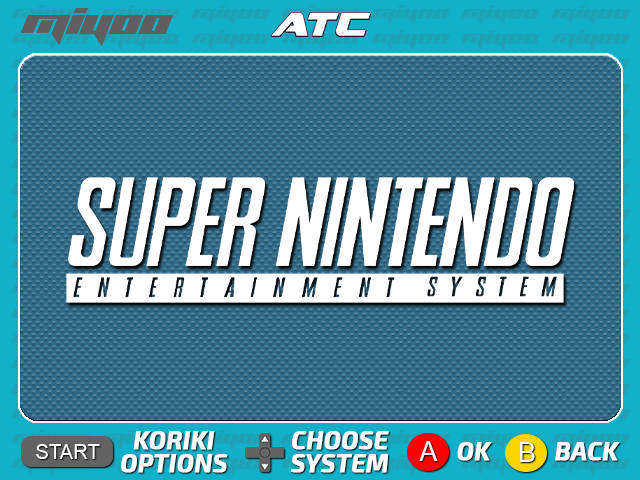 miyoo
ATC
SUPER NINTENDO
ENTERTAINMENT SYSTEM
START
KORIKI
OPTIONS
CHOOSE
SYSTEM
A
OK
B
BACK